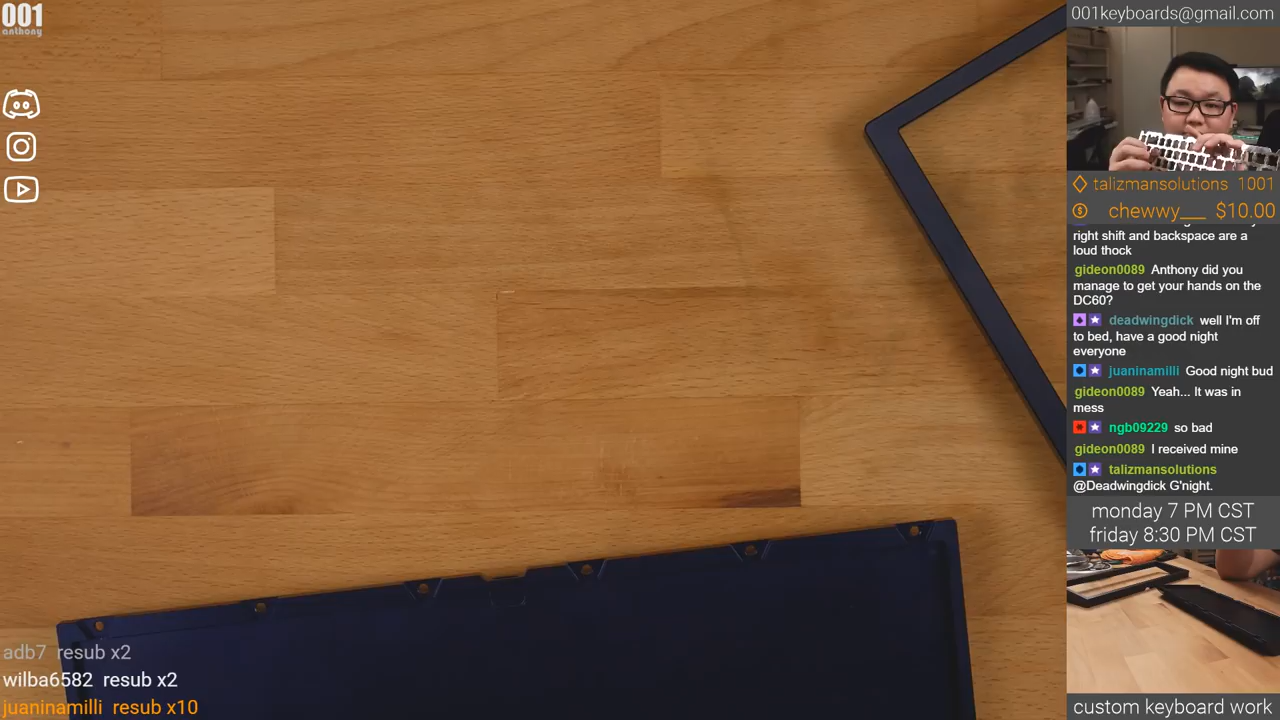 001
anthony
001keyboards@gmail.com
talizmansolutions 1001
chewwy___ $10.00
right shift and backspace are a
loud thock
gideon0089 Anthony did you
manage to get your hands on the
DC60?
deadwingdick well I'm off
to bed, have a good night
everyone
juaninamilli Good night bud
gideon0089 Yeah... It was in
mess
ngb09229 so bad
gideon0089 I received mine
talizmansolutions
@Deadwingdick G'night.
monday 7 PM CST
friday 8:30 PM CST
custom keyboard work
adb7 resub x2
wilba6582 resub x2
juaninamilli resub x10